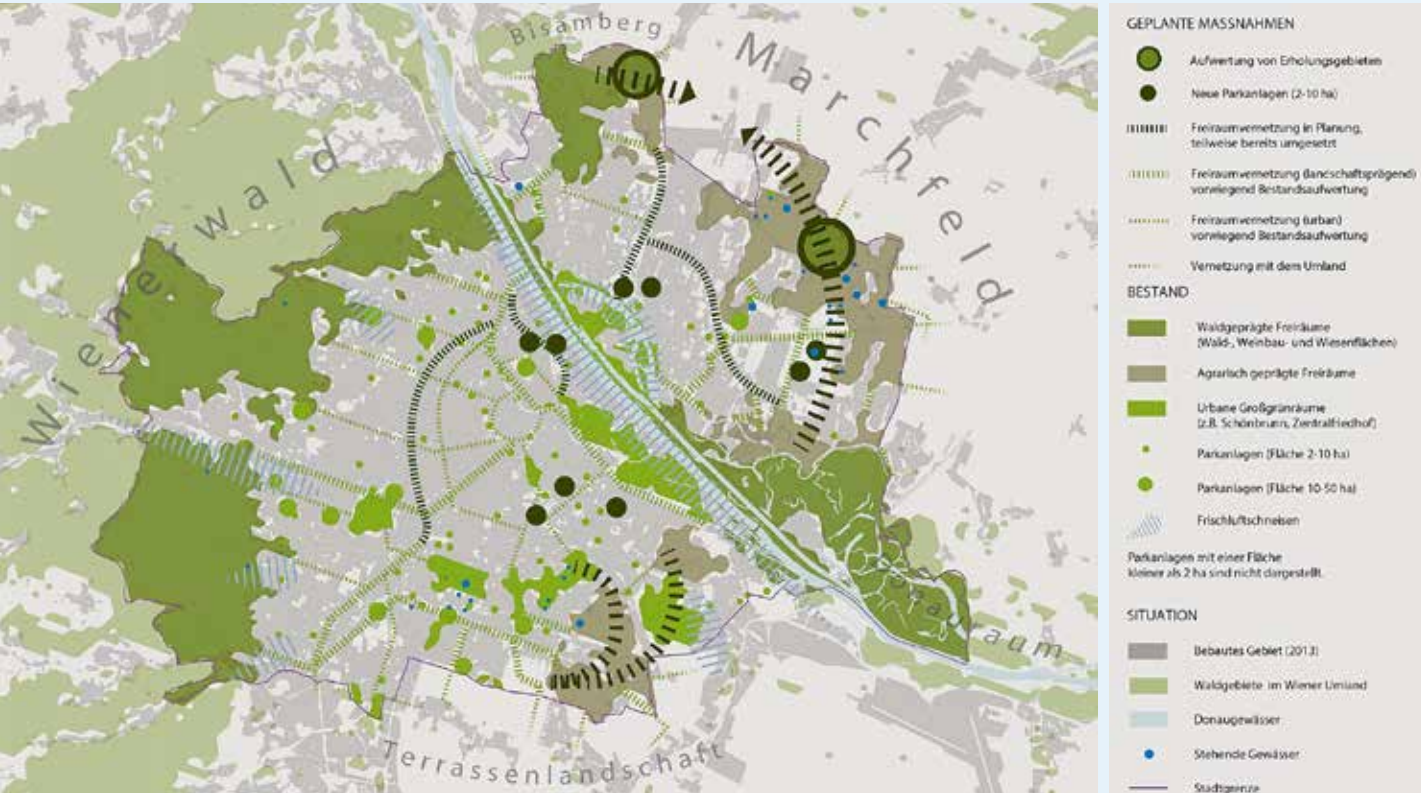 Bisamberg
Marchfeld
Wienerwald
Donauraum
Terrassenlandschaft
GEPLANTE MASSNAHMEN
Aufwertung von Erholungsgebieten
Neue Parkanlagen (2-10 ha)
Freiraumvernetzung in Planung,
teilweise bereits umgesetzt
Freiraumvernetzung (landschaftsprägend)
vorwiegend Bestandsaufwertung
Freiraumvernetzung (urban)
vorwiegend Bestandsaufwertung
Vernetzung mit dem Umland
BESTAND
Waldgeprägte Freiräume
(Wald-, Weinbau- und Wiesenflächen)
Agrarisch geprägte Freiräume
Urbane Großgrünräume
(z.B. Schönbrunn, Zentralfriedhof)
Parkanlagen (Fläche 2-10 ha)
Parkanlagen (Fläche 10-50 ha)
Frischluftschneisen
Parkanlagen mit einer Fläche
kleiner als 2 ha sind nicht dargestellt.
SITUATION
Bebautes Gebiet (2013)
Waldgebiete im Wiener Umland
Donaugewässer
Stehende Gewässer
Stadtgrenze